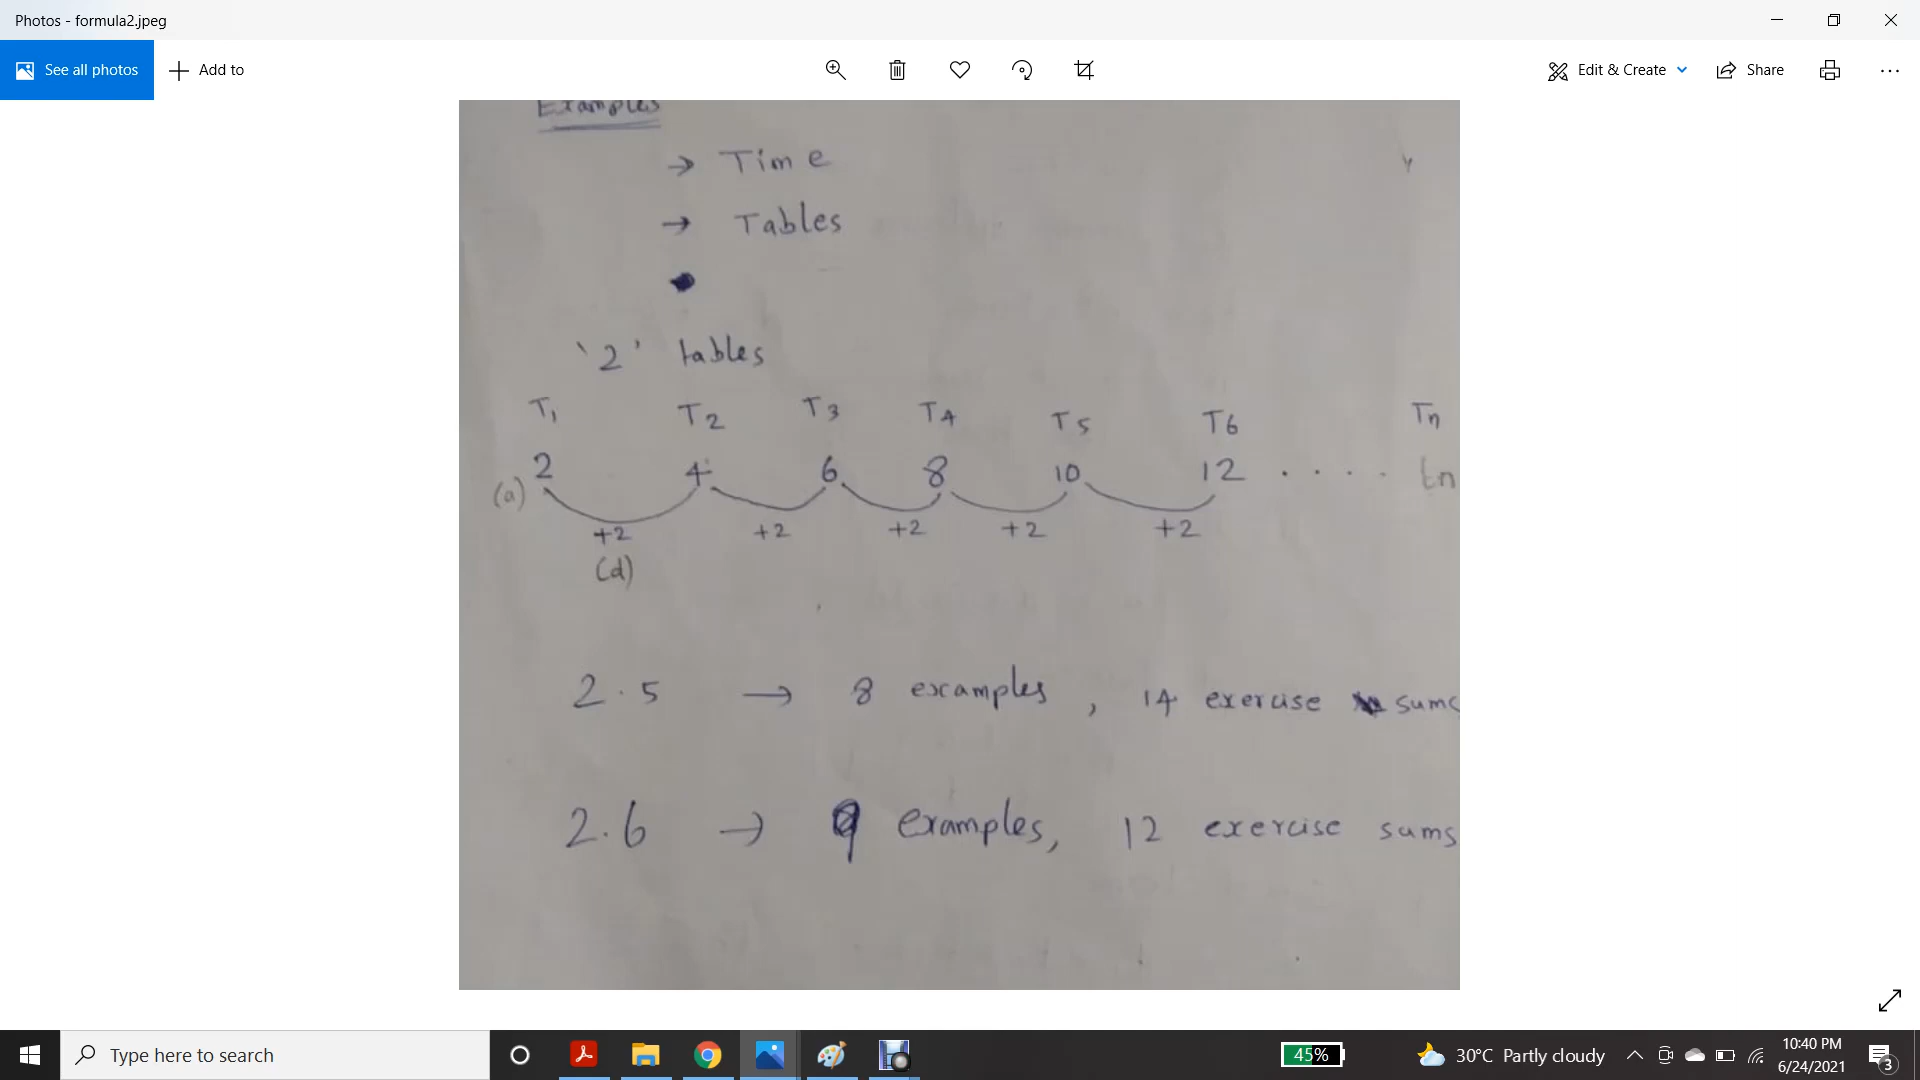 Photos - formula2.jpeg
See all photos
Add to
Edit & Create
Share
Examples
→ Time
→ Tables
'2' tables
T1 T2 T3 T4 T5 T6 Tn
2 4 6 8 10 12 .... tn
(a)
+2 +2 +2 +2 +2
(d)
2.5 → 8 examples, 14 exercise sums
2.6 → 9 examples, 12 exercise sums
Type here to search
45%
30°C Partly cloudy
10:40 PM
6/24/2021
3